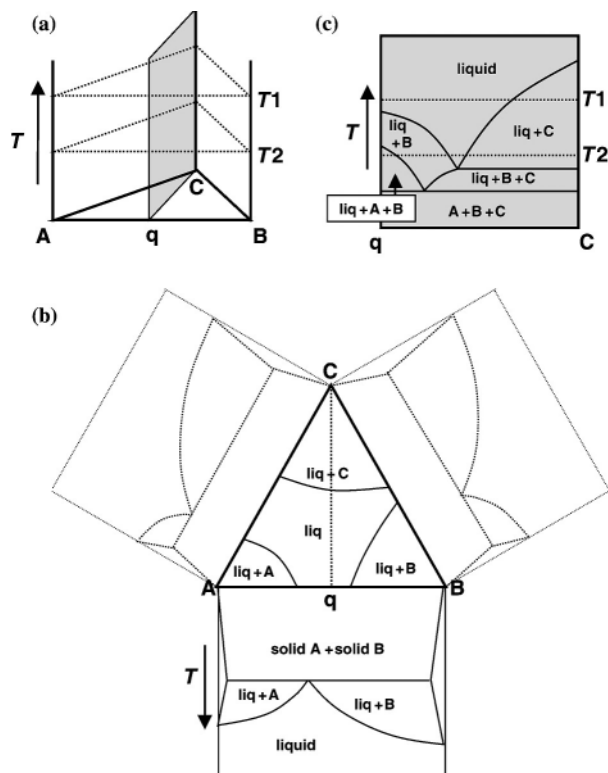 (a)
T
T1
T2
C
A
q
B
(c)
liquid
T
T1
liq
+B
liq+C
T2
liq+B+C
liq+A+B
A+B+C
q
C
(b)
C
liq+C
liq
liq+A
liq+B
A
q
B
solid A+solid B
T
liq+A
liq+B
liquid